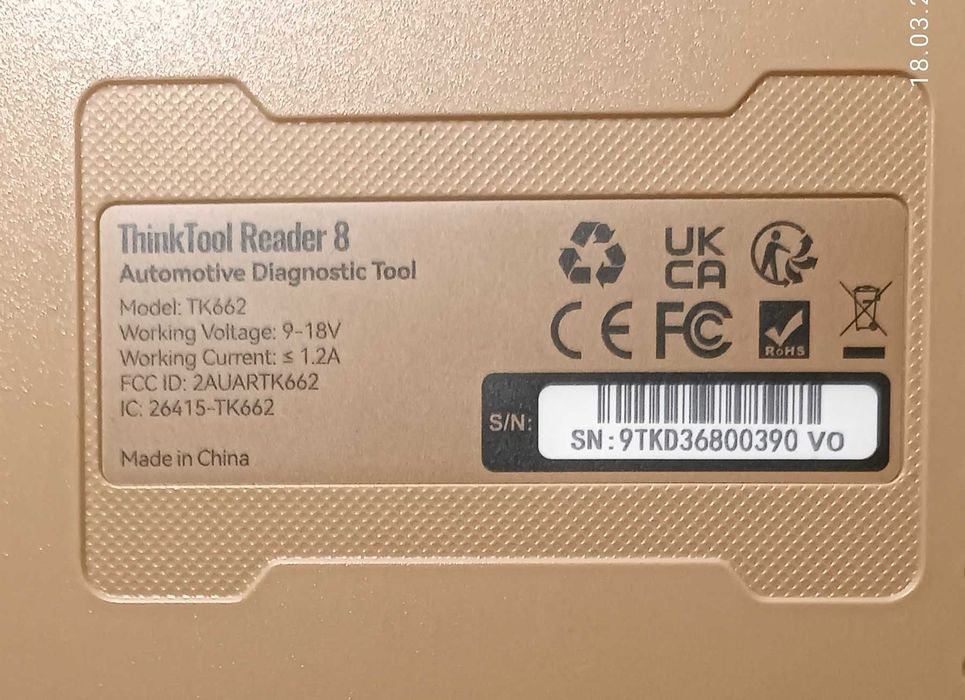 18.03.2
ThinkTool Reader 8
Automotive Diagnostic Tool
Model: TK662
Working Voltage: 9-18V
Working Current: ≤ 1.2A
FCC ID: 2AUARTK662
IC: 26415-TK662
Made in China
UK
CA
CE FC
RoHS
S/N:
SN:9TKD36800390 VO